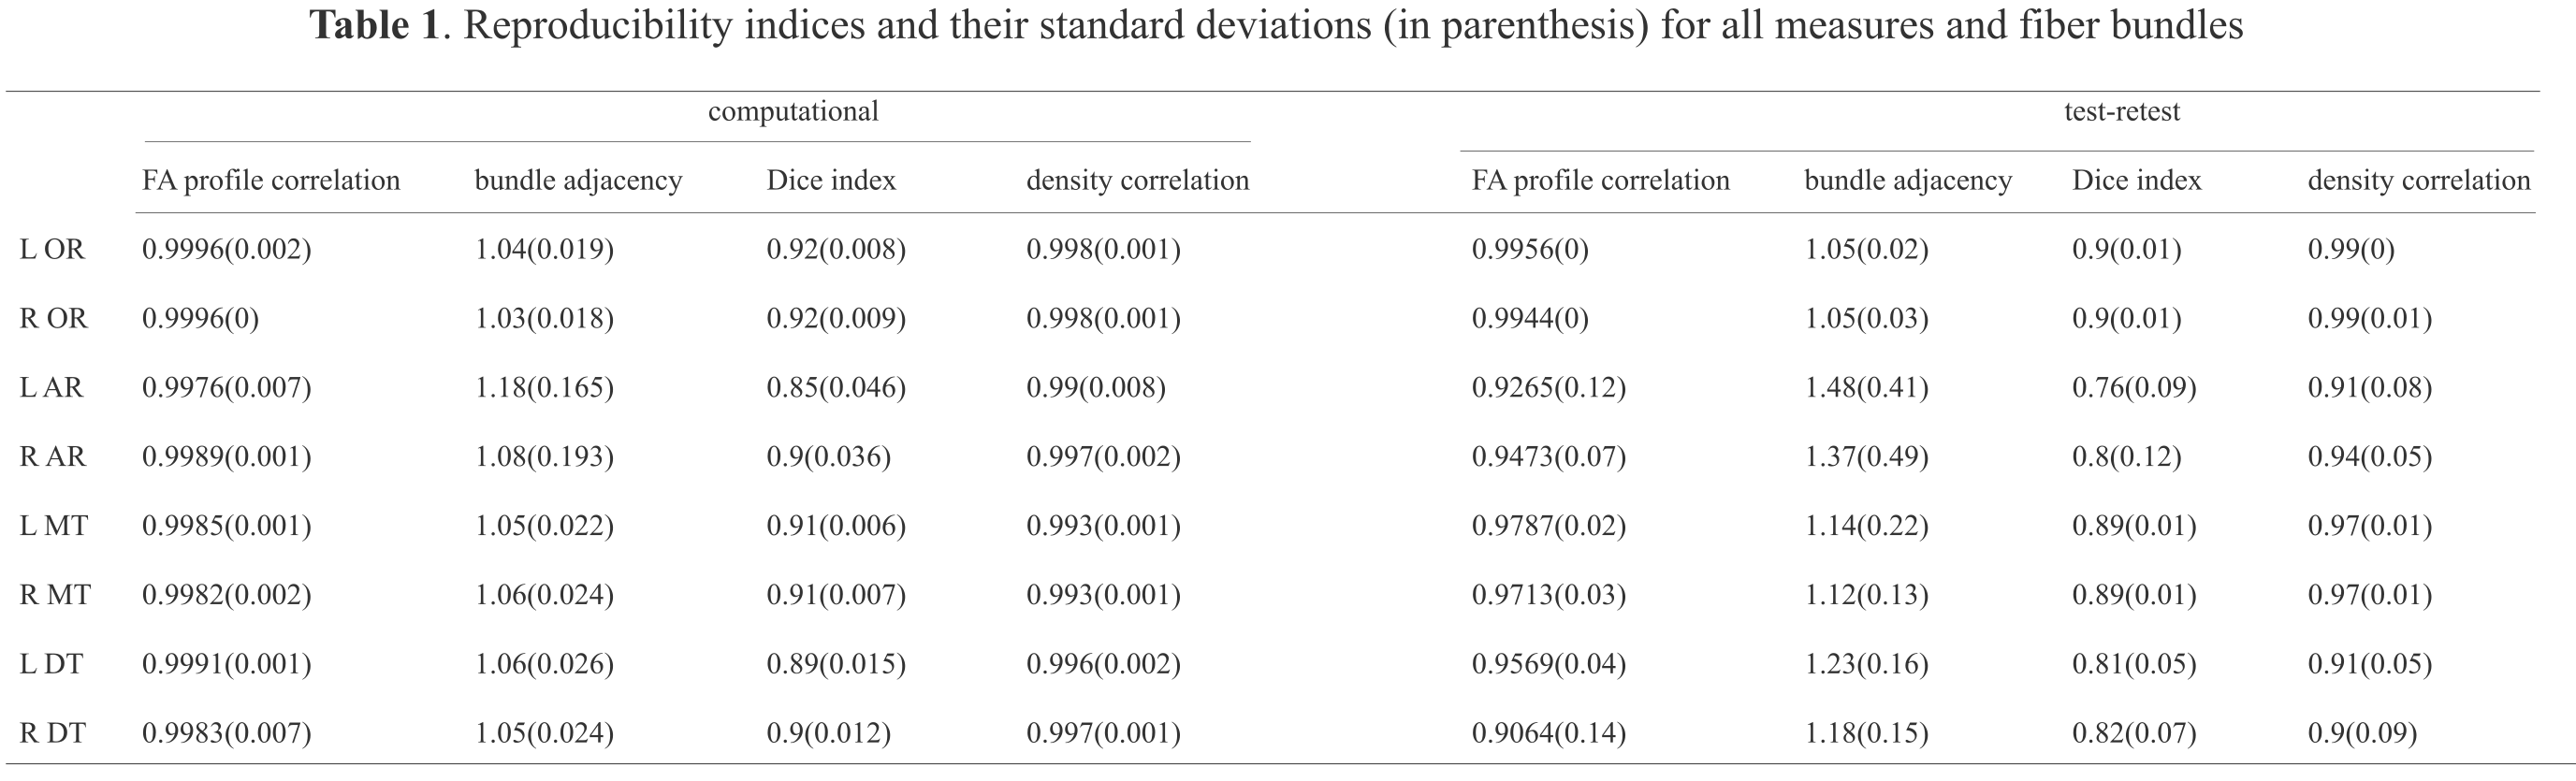 Table 1. Reproducibility indices and their standard deviations (in parenthesis) for all measures and fiber bundles
computational test-retest
FA profile correlation bundle adjacency Dice index density correlation FA profile correlation bundle adjacency Dice index density correlation
L OR 0.9996(0.002) 1.04(0.019) 0.92(0.008) 0.998(0.001) 0.9956(0) 1.05(0.02) 0.9(0.01) 0.99(0)
R OR 0.9996(0) 1.03(0.018) 0.92(0.009) 0.998(0.001) 0.9944(0) 1.05(0.03) 0.9(0.01) 0.99(0.01)
L AR 0.9976(0.007) 1.18(0.165) 0.85(0.046) 0.99(0.008) 0.9265(0.12) 1.48(0.41) 0.76(0.09) 0.91(0.08)
R AR 0.9989(0.001) 1.08(0.193) 0.9(0.036) 0.997(0.002) 0.9473(0.07) 1.37(0.49) 0.8(0.12) 0.94(0.05)
L MT 0.9985(0.001) 1.05(0.022) 0.91(0.006) 0.993(0.001) 0.9787(0.02) 1.14(0.22) 0.89(0.01) 0.97(0.01)
R MT 0.9982(0.002) 1.06(0.024) 0.91(0.007) 0.993(0.001) 0.9713(0.03) 1.12(0.13) 0.89(0.01) 0.97(0.01)
L DT 0.9991(0.001) 1.06(0.026) 0.89(0.015) 0.996(0.002) 0.9569(0.04) 1.23(0.16) 0.81(0.05) 0.91(0.05)
R DT 0.9983(0.007) 1.05(0.024) 0.9(0.012) 0.997(0.001) 0.9064(0.14) 1.18(0.15) 0.82(0.07) 0.9(0.09)